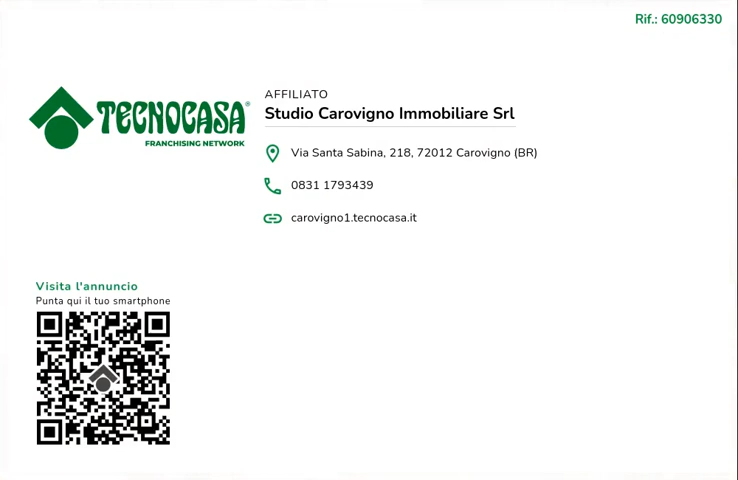 Rif.: 60906330
TECNOCASA®
FRANCHISING NETWORK
AFFILIATO
Studio Carovigno Immobiliare Srl
Via Santa Sabina, 218, 72012 Carovigno (BR)
0831 1793439
carovigno1.tecnocasa.it
Visita l'annuncio
Punta qui il tuo smartphone